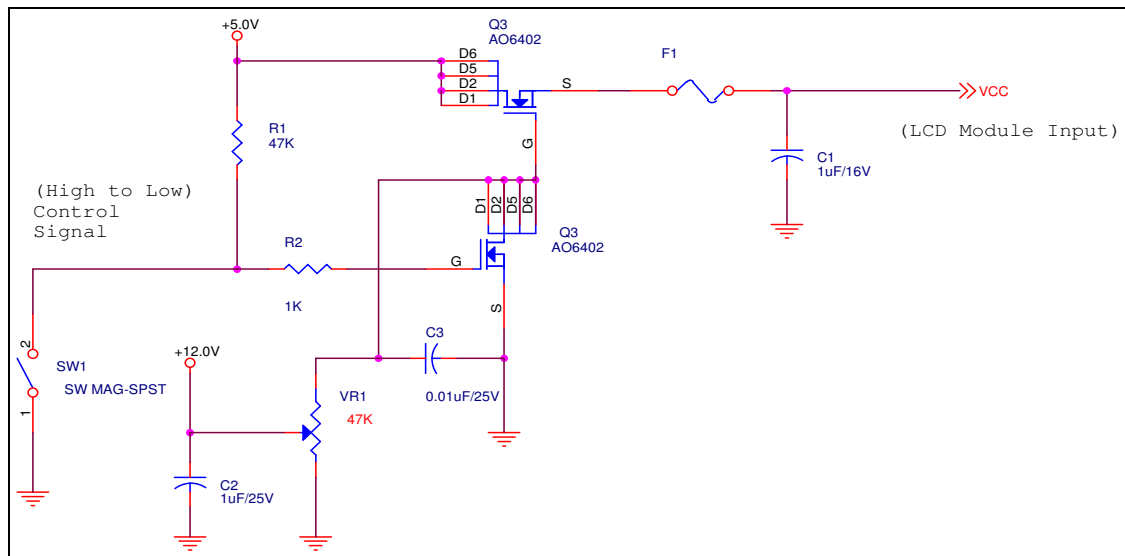 +5.0V
Q3
AO6402
D6
D5
D2
D1
S
G
F1
VCC
(LCD Module Input)
R1
47K
C1
1uF/16V
(High to Low)
Control
Signal
D1
D2
D5
D6
Q3
AO6402
R2
1K
G
S
C3
0.01uF/25V
+12.0V
2
SW1
SW MAG-SPST
1
VR1
47K
C2
1uF/25V